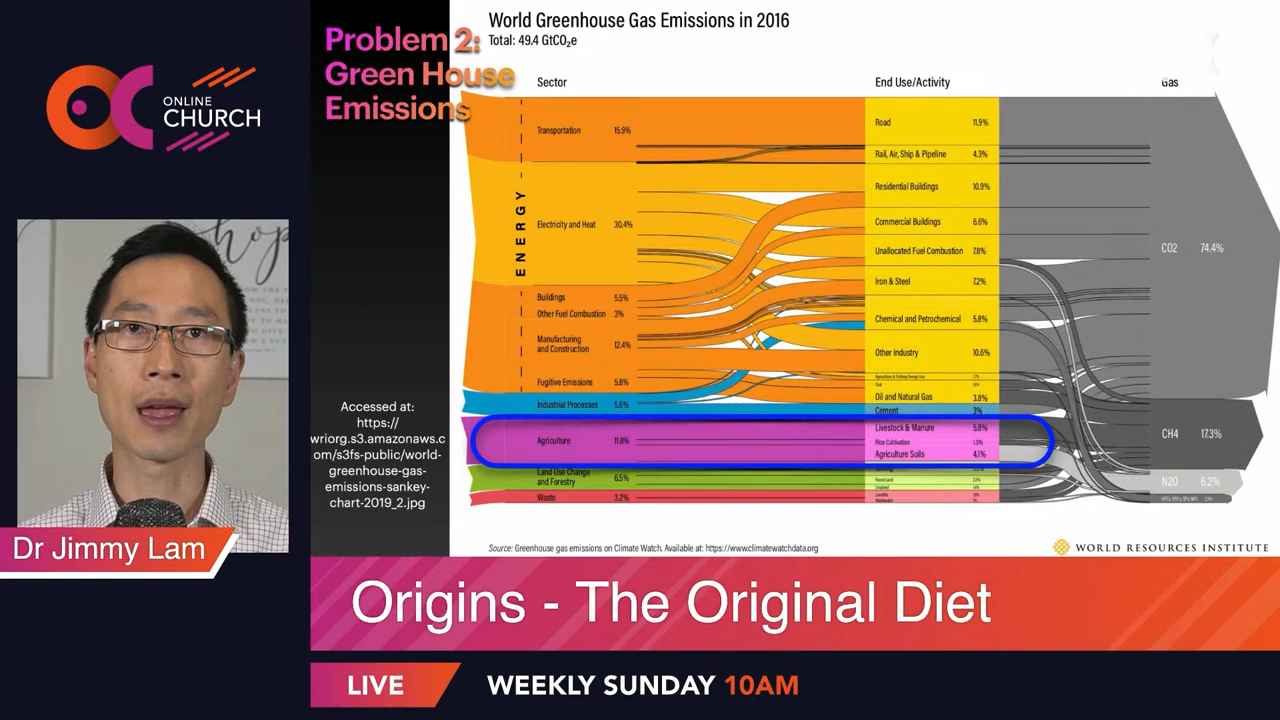 OC
ONLINE
CHURCH
hope
Problem 2:
Green House
Emissions
Accessed at:
https://
wriorg.s3.amazonaws.c
om/s3fs-public/world-
greenhouse-gas-
emissions-sankey-
chart-2019_2.jpg
World Greenhouse Gas Emissions in 2016
Total: 49.4 GtCO₂e
Sector
End Use/Activity
Gas
ENERGY
Transportation 15.9%
Electricity and Heat 30.4%
Buildings 5.5%
Other Fuel Combustion 3%
Manufacturing
and Construction 12.4%
Fugitive Emissions 5.8%
Industrial Processes 5.6%
Agriculture 11.8%
Land Use Change
and Forestry 6.5%
Waste 3.2%
Road 11.9%
Rail, Air, Ship & Pipeline 4.3%
Residential Buildings 10.9%
Commercial Buildings 6.6%
Unallocated Fuel Combustion 7.8%
Iron & Steel 7.2%
Chemical and Petrochemical 5.8%
Other Industry 10.6%
Agriculture & Fishing Energy Use 1.7%
Oil and Natural Gas 3.8%
Cement 3%
Livestock & Manure 5.8%
Rice Cultivation 1.3%
Agriculture Soils 4.1%
CO2 74.4%
CH4 17.3%
N2O 6.2%
Source: Greenhouse gas emissions on Climate Watch. Available at: https://www.climatewatchdata.org
WORLD RESOURCES INSTITUTE
Dr Jimmy Lam
Origins - The Original Diet
LIVE
WEEKLY SUNDAY 10AM